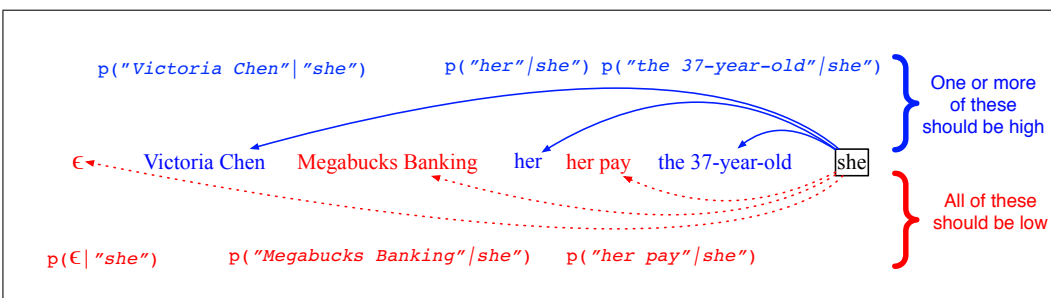 p(”Victoria Chen”|”she”) p(”her”|she”) p(”the 37-year-old”|she”)
One or more
of these
should be high
ϵ Victoria Chen Megabucks Banking her her pay the 37-year-old she
All of these
should be low
p(ϵ|”she”) p(”Megabucks Banking”|she”) p(”her pay”|she”)